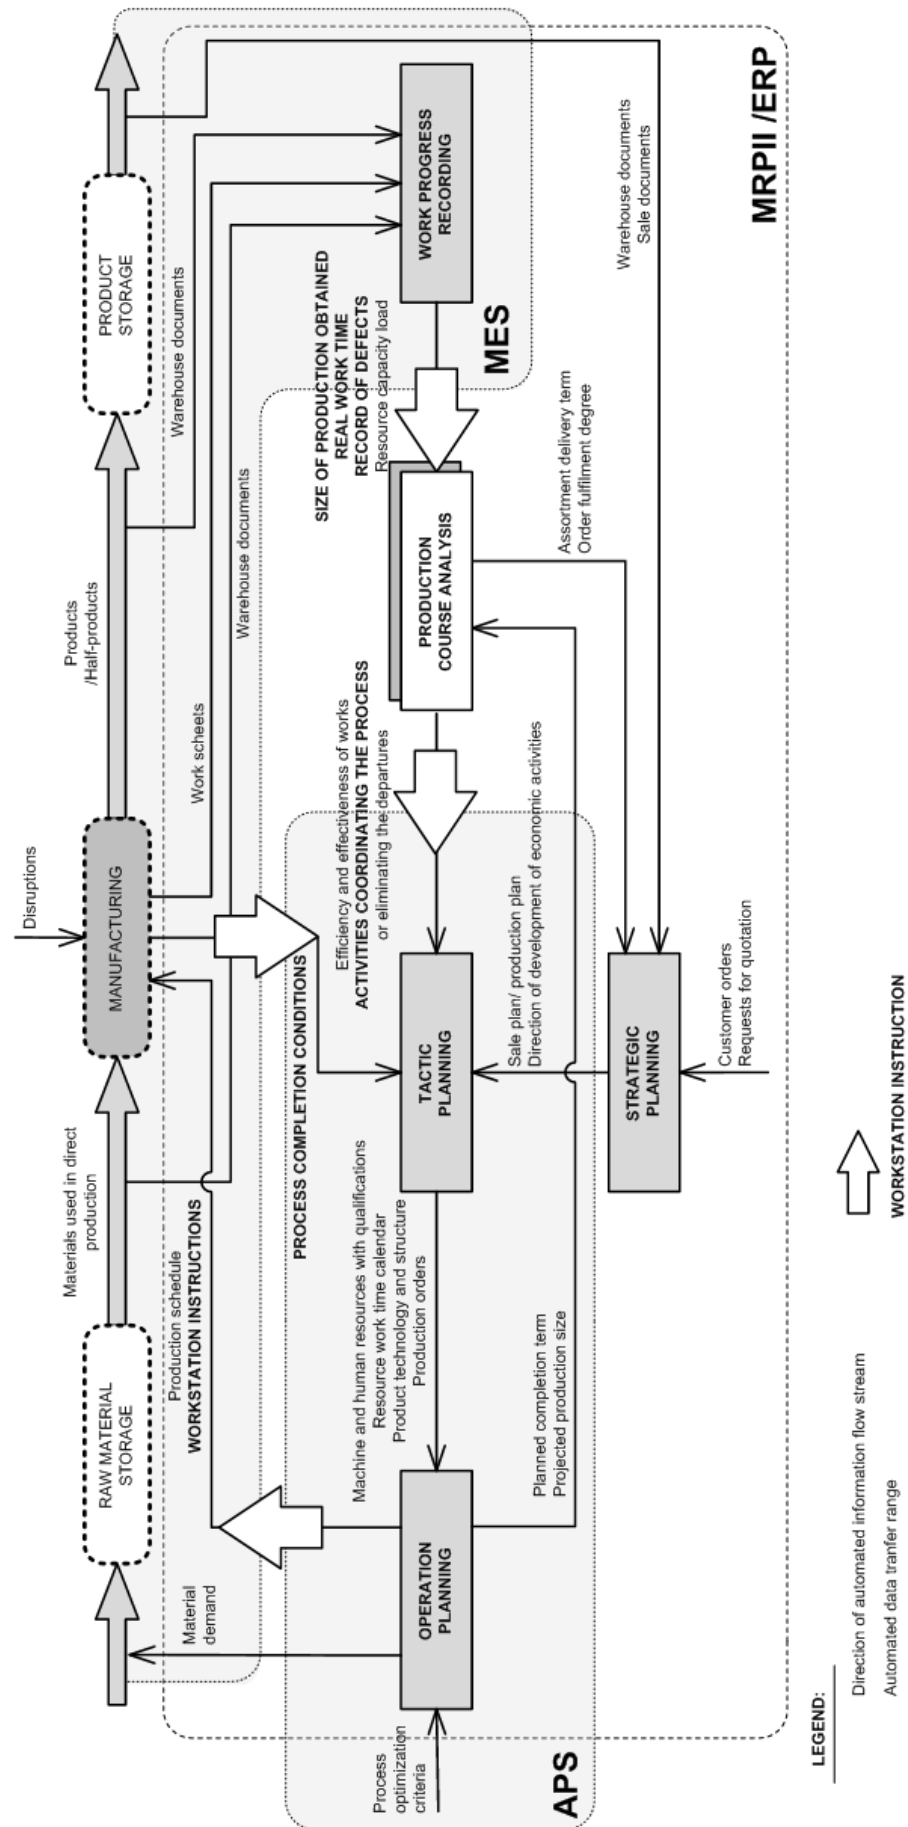 Disruptions
RAW MATERIAL
STORAGE
Materials used in direct
production
MANUFACTURING
Products
/Half-products
PRODUCT
STORAGE
Material
demand
Production schedule
WORKSTATION INSTRUCTIONS
Work scheets
Warehouse documents
Warehouse documents
PROCESS COMPLETION CONDITIONS
Efficiency and effectiveness of works
ACTIVITIES COORDINATING THE PROCESS
or eliminating the departures
SIZE OF PRODUCTION OBTAINED
REAL WORK TIME
RECORD OF DEFECTS
Resource capacity load
Machine and human resources with qualifications
Resource work time calendar
Product technology and structure
Production orders
Process
optimization
criteria
OPERATION
PLANNING
TACTIC
PLANNING
PRODUCTION
COURSE ANALYSIS
WORK PROGRESS
RECORDING
MES
Planned completion term
Projected production size
Sale plan/ production plan
Direction of development of economic activities
Assortment delivery term
Order fulfilment degree
Warehouse documents
Sale documents
APS
STRATEGIC
PLANNING
Customer orders
Requests for quotation
MRPII /ERP
LEGEND:
Direction of automated information flow stream
Automated data tranfer range
WORKSTATION INSTRUCTION